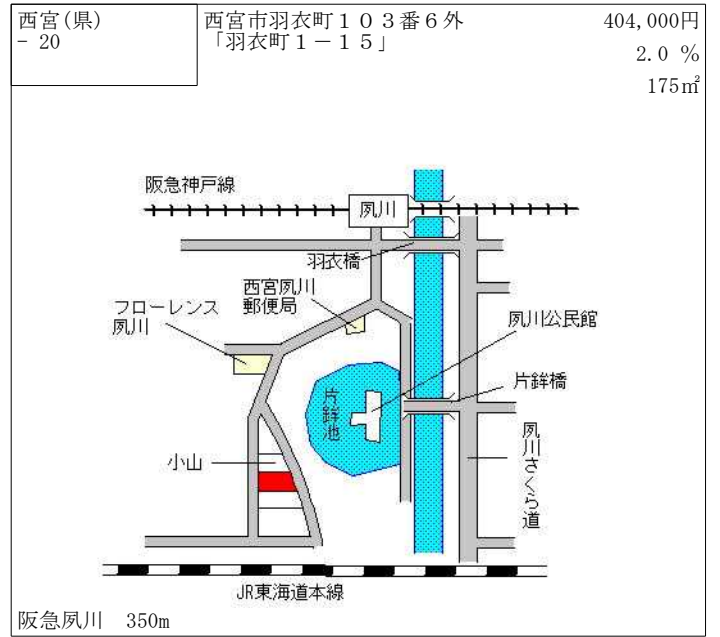 西宮(県)
- 20
西宮市羽衣町１０３番６外
「羽衣町１－１５」
404,000円
2.0 %
175㎡
阪急神戸線
夙川
羽衣橋
西宮夙川
郵便局
フローレンス
夙川
夙川公民館
片鉾池
片鉾橋
小山
夙川さくら道
JR東海道本線
阪急夙川　350m